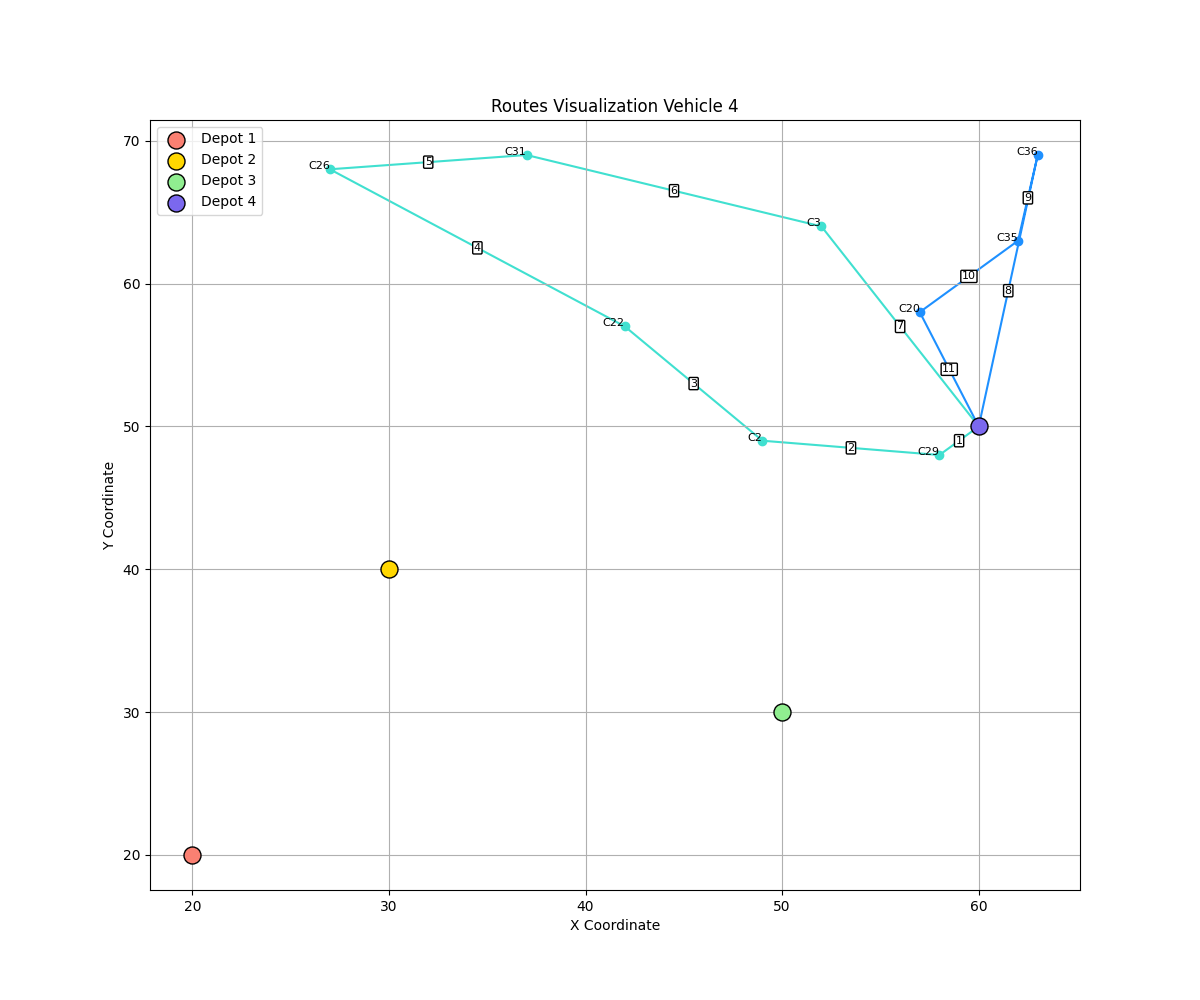 Routes Visualization Vehicle 4
Depot 1
Depot 2
Depot 3
Depot 4
70
60
50
40
30
20
Y Coordinate
C26
5
C31
6
C3
C36
9
C35
4
10
8
C22
C20
7
3
11
C2
2
C29
1
20
30
40
50
60
X Coordinate